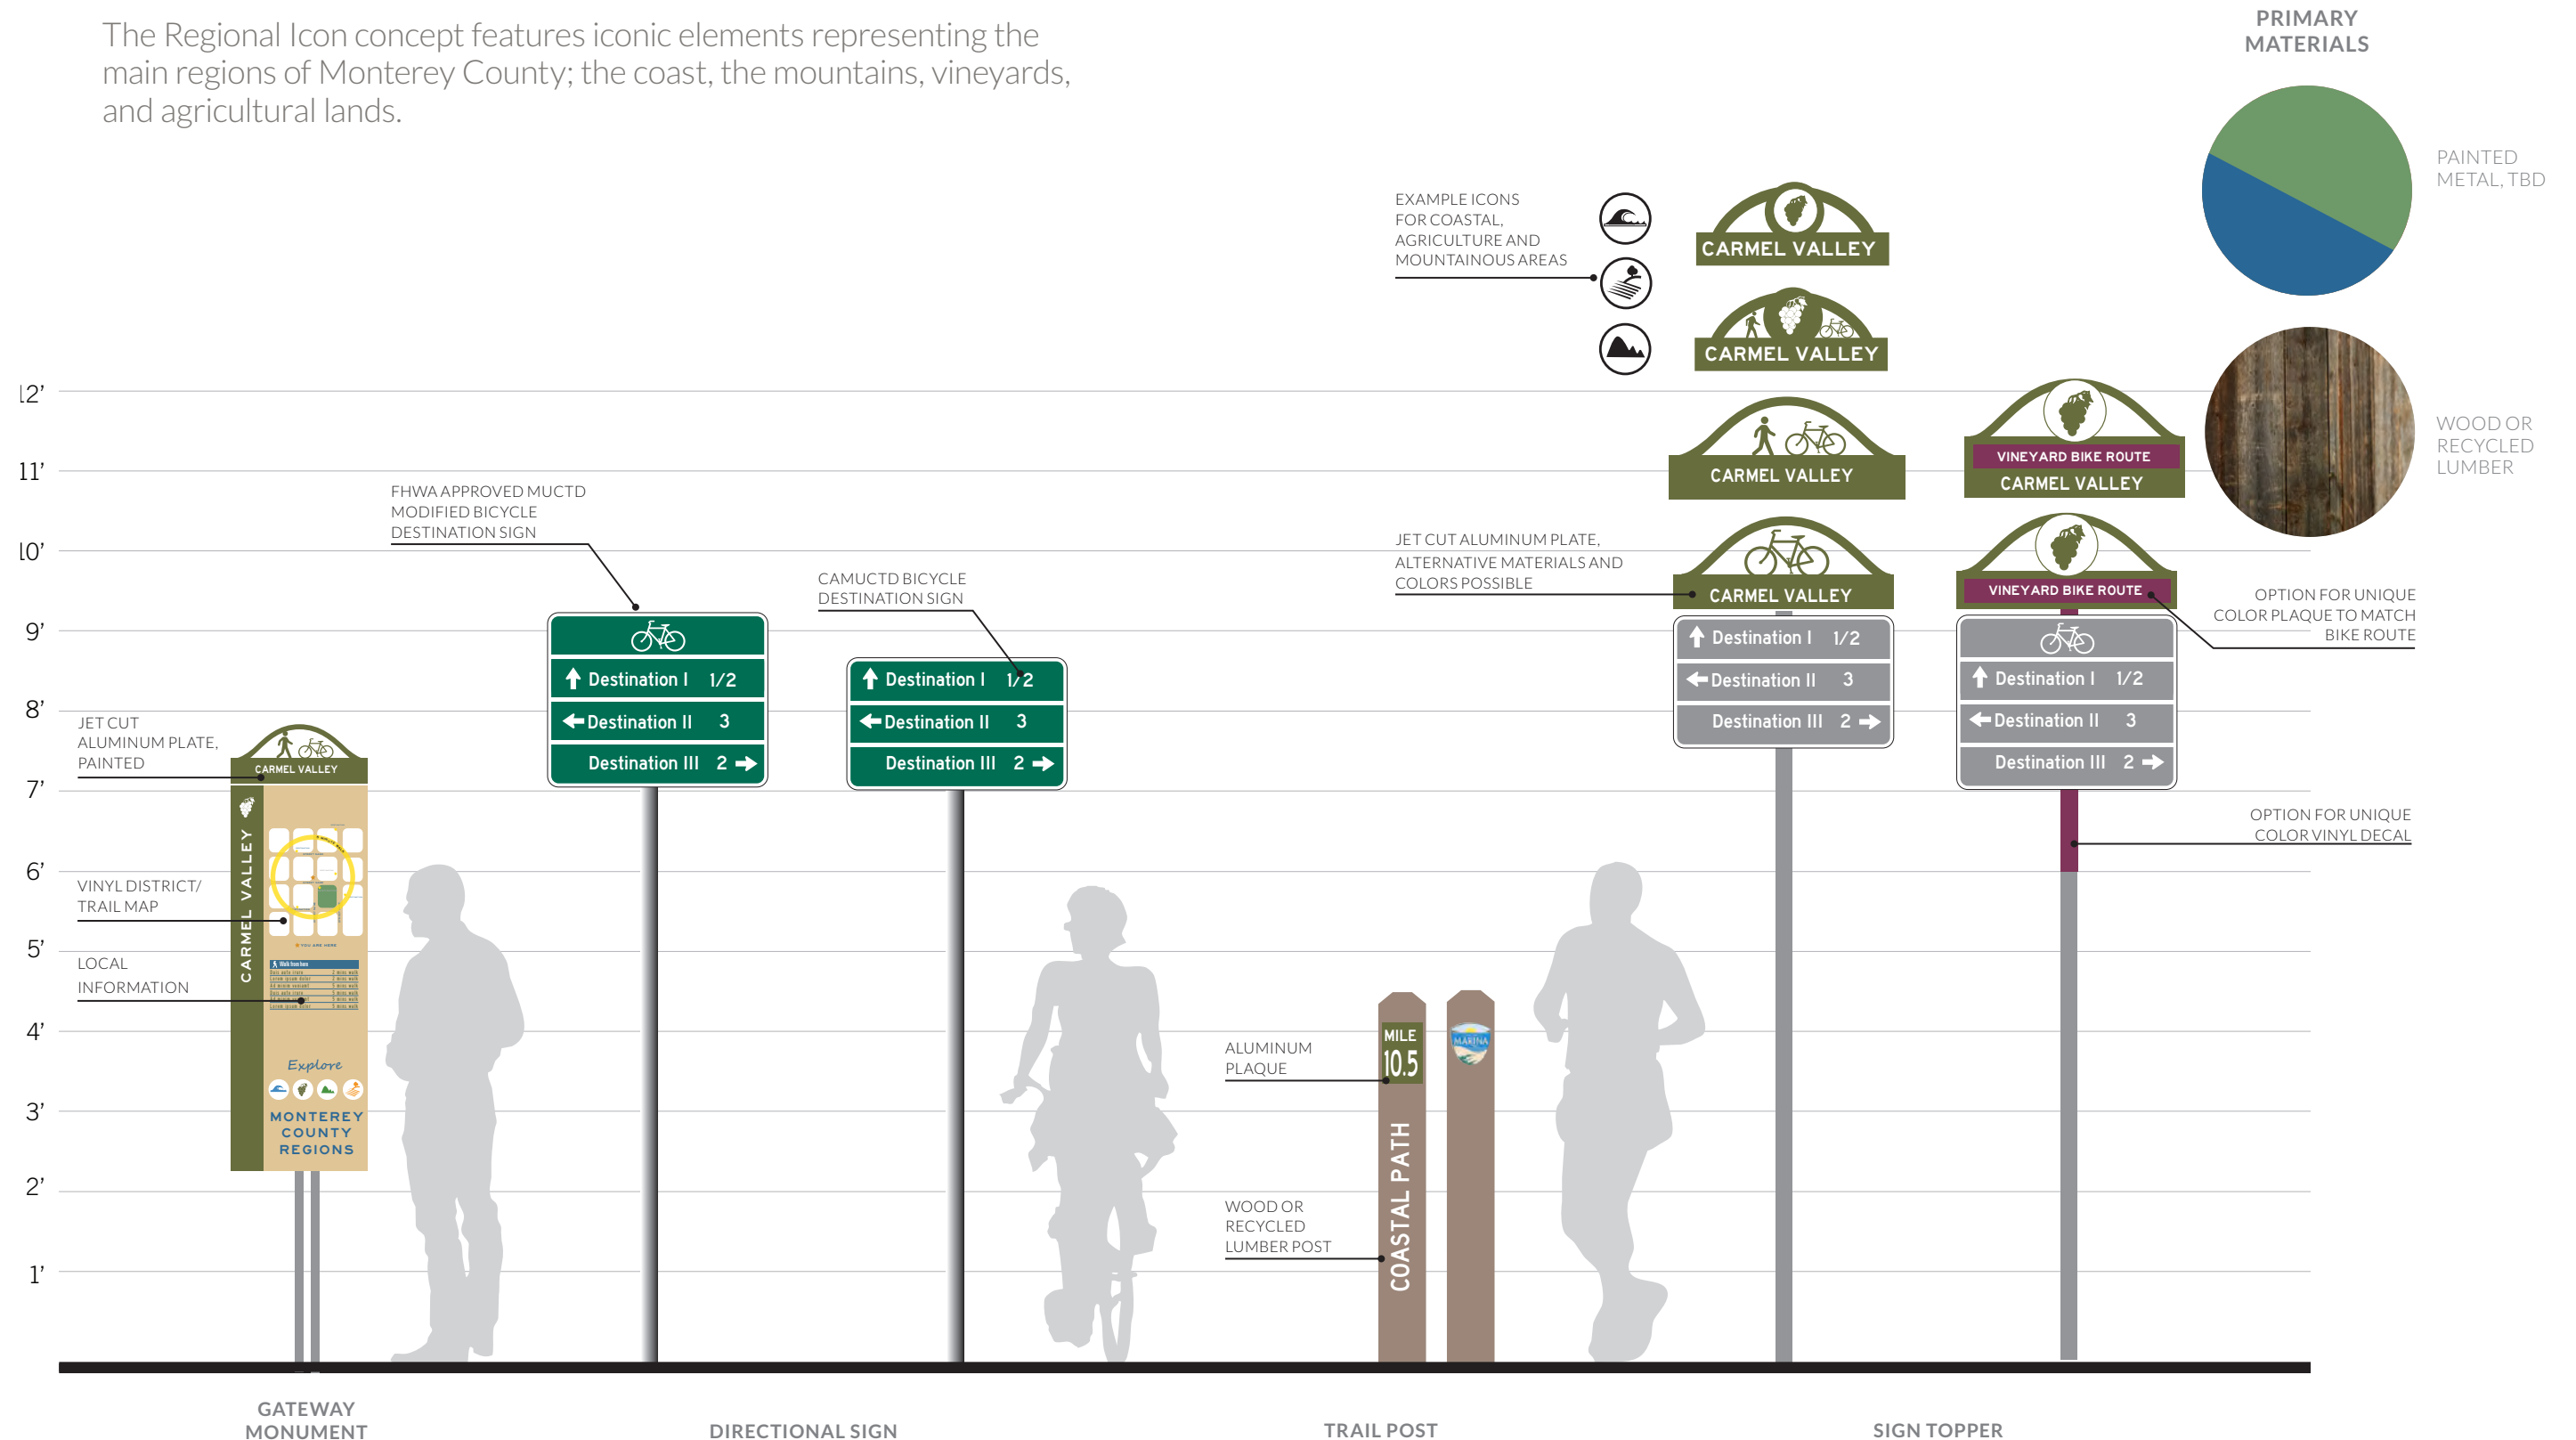 The Regional Icon concept features iconic elements representing the
main regions of Monterey County; the coast, the mountains, vineyards,
and agricultural lands.
PRIMARY
MATERIALS
PAINTED
METAL, TBD
WOOD OR
RECYCLED
LUMBER
EXAMPLE ICONS
FOR COASTAL,
AGRICULTURE AND
MOUNTAINOUS AREAS
CARMEL VALLEY
CARMEL VALLEY
CARMEL VALLEY
VINEYARD BIKE ROUTE
CARMEL VALLEY
JET CUT ALUMINUM PLATE,
ALTERNATIVE MATERIALS AND
COLORS POSSIBLE
CARMEL VALLEY
VINEYARD BIKE ROUTE
OPTION FOR UNIQUE
COLOR PLAQUE TO MATCH
BIKE ROUTE
Destination I 1/2
Destination II 3
Destination III 2
Destination I 1/2
Destination II 3
Destination III 2
OPTION FOR UNIQUE
COLOR VINYL DECAL
12’
11’
10’
9’
8’
7’
6’
5’
4’
3’
2’
1’
FHWA APPROVED MUCTD
MODIFIED BICYCLE
DESTINATION SIGN
CAMUCTD BICYCLE
DESTINATION SIGN
Destination I 1/2
Destination II 3
Destination III 2
Destination I 1/2
Destination II 3
Destination III 2
JET CUT
ALUMINUM PLATE,
PAINTED
VINYL DISTRICT/
TRAIL MAP
LOCAL
INFORMATION
CARMEL VALLEY
CARMEL VALLEY
YOU ARE HERE
Walk from here
Explore
MONTEREY
COUNTY
REGIONS
ALUMINUM
PLAQUE
WOOD OR
RECYCLED
LUMBER POST
MILE
10.5
COASTAL PATH
MARINA
GATEWAY
MONUMENT
DIRECTIONAL SIGN
TRAIL POST
SIGN TOPPER